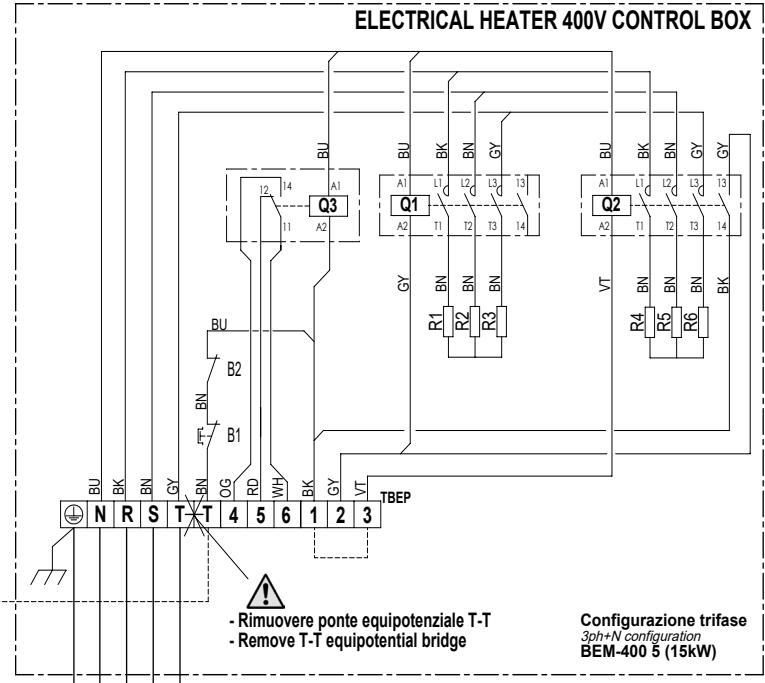 ELECTRICAL HEATER 400V CONTROL BOX
BU BU BK BN GY BU BK BN GY
12 14 A1 A1 L1 L2 L3 13 A1 L1 L2 L3 13
Q3 Q1 Q2
11 A2 A2 T1 T2 T3 14 A2 T1 T2 T3 14
GY BN BN BN VT BN BN BN BK
R1 R2 R3 R4 R5 R6
BU
B2
BN
B1
BU BK BN GY BN OG RD WH BK GY VT
TBEP
N R S T T 4 5 6 1 2 3
- Rimuovere ponte equipotenziale T-T
- Remove T-T equipotential bridge
Configurazione trifase
3ph+N configuration
BEM-400 5 (15kW)